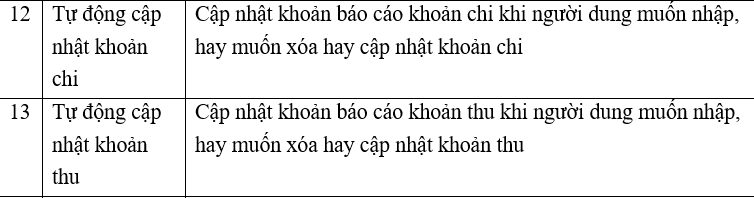 12 Tự động cập Cập nhật khoản báo cáo khoản chi khi người dung muốn nhập,
nhật khoản hay muốn xóa hay cập nhật khoản chi
chi
13 Tự động cập Cập nhật khoản báo cáo khoản thu khi người dung muốn nhập,
nhật khoản hay muốn xóa hay cập nhật khoản thu
thu